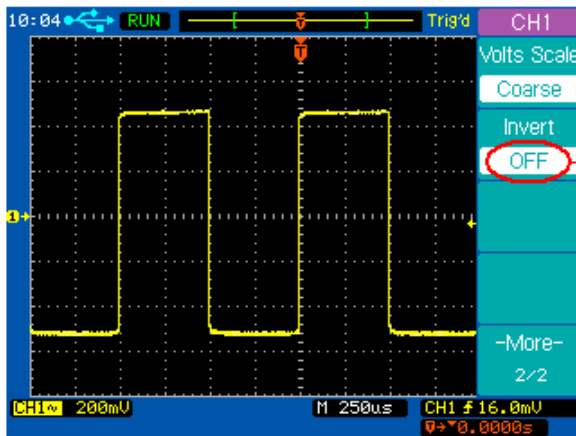 10:04 RUN T Trig'd CH1
T
Volts Scale
Coarse
Invert
OFF
1
-More-
2/2
CH1~ 200mV M 250us CH1 16.0mV
T 0.0000s